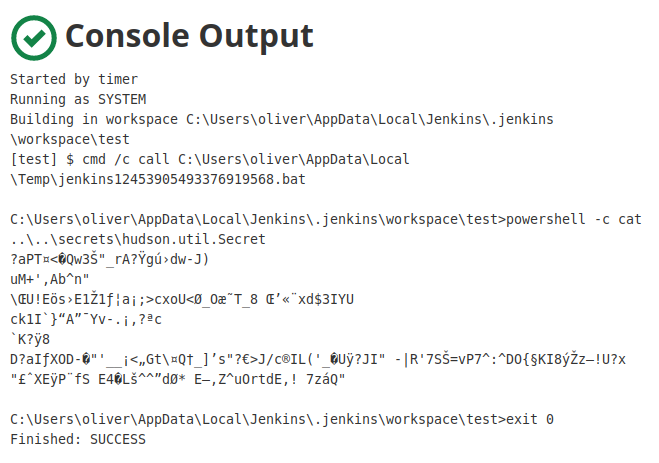 Console Output
Started by timer
Running as SYSTEM
Building in workspace C:\Users\oliver\AppData\Local\Jenkins\.jenkins
\workspace\test
[test] $ cmd /c call C:\Users\oliver\AppData\Local
\Temp\jenkins12453905493376919568.bat
C:\Users\oliver\AppData\Local\Jenkins\.jenkins\workspace\test>powershell -c cat
..\..\secrets\hudson.util.Secret
?aPT¤<�Qw3Š"_rA?Ÿgú›dw-J)
uM+',Ab^n"
\ŒU!Eös›E1Ž1ƒ¦a¡;>cxoU<Ø_Oæ˜T_8 Œ’«¨xd$3IYU
ck1I`}“A”¯Yv-.¡,?ªc
`K?ÿ8
D?aIƒXOD-�"'__¡<„Gt\¤Q†_]’s"?€>J/c®IL('_�Uÿ?JI" -|R'7SŠ=vP7^:^DO{§KI8ýŽz—!U?x
"£ˆXEÿP¨fS E4�Lš^^”dØ* E—,Z^uOrtdE,! 7záQ"
C:\Users\oliver\AppData\Local\Jenkins\.jenkins\workspace\test>exit 0
Finished: SUCCESS